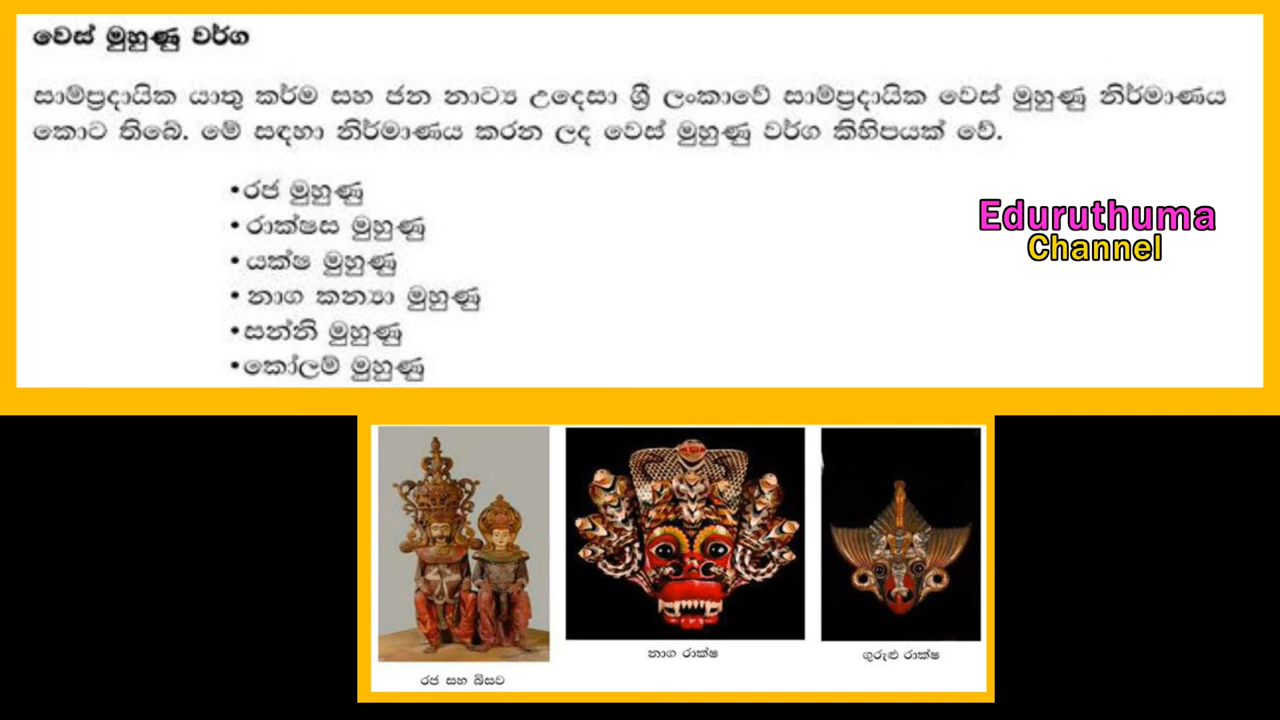 වෙස් මුහුණු වර්ග
සාම්ප්‍රදායික යාතු කර්ම සහ ජන නාට්‍ය උදෙසා ශ්‍රී ලංකාවේ සාම්ප්‍රදායික වෙස් මුහුණු නිර්මාණය
කොට තිබේ. මේ සඳහා නිර්මාණය කරන ලද වෙස් මුහුණු වර්ග කිහිපයක් වේ.
•රජ මුහුණු
•රාක්ෂස මුහුණු
•යක්ෂ මුහුණු
•නාග කන්‍යා මුහුණු
•සන්නි මුහුණු
•කෝලම් මුහුණු
Eduruthuma
Channel
රජ සහ බිසව
නාග රාක්ෂ
ගුරුළු රාක්ෂ